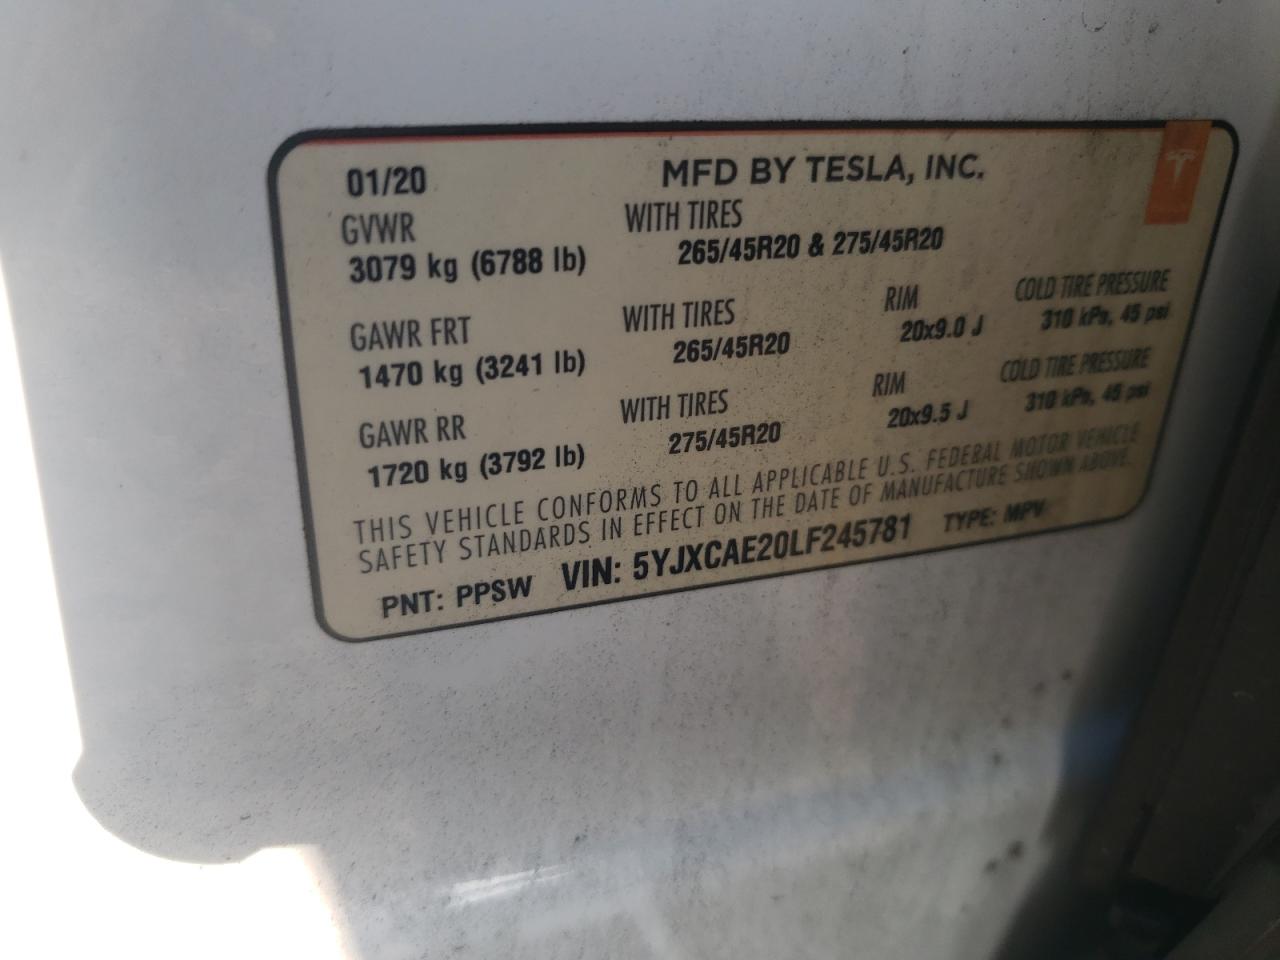 01/20 MFD BY TESLA, INC.
GVWR WITH TIRES
3079 kg (6788 lb) 265/45R20 & 275/45R20
GAWR FRT WITH TIRES RIM COLD TIRE PRESSURE
1470 kg (3241 lb) 265/45R20 20x9.0 J 310 kPa, 45 psi
GAWR RR WITH TIRES RIM COLD TIRE PRESSURE
1720 kg (3792 lb) 275/45R20 20x9.5 J 310 kPa, 45 psi
THIS VEHICLE CONFORMS TO ALL APPLICABLE U.S. FEDERAL MOTOR VEHICLE
SAFETY STANDARDS IN EFFECT ON THE DATE OF MANUFACTURE SHOWN ABOVE.
PNT: PPSW VIN: 5YJXCAE20LF245781 TYPE: MPV